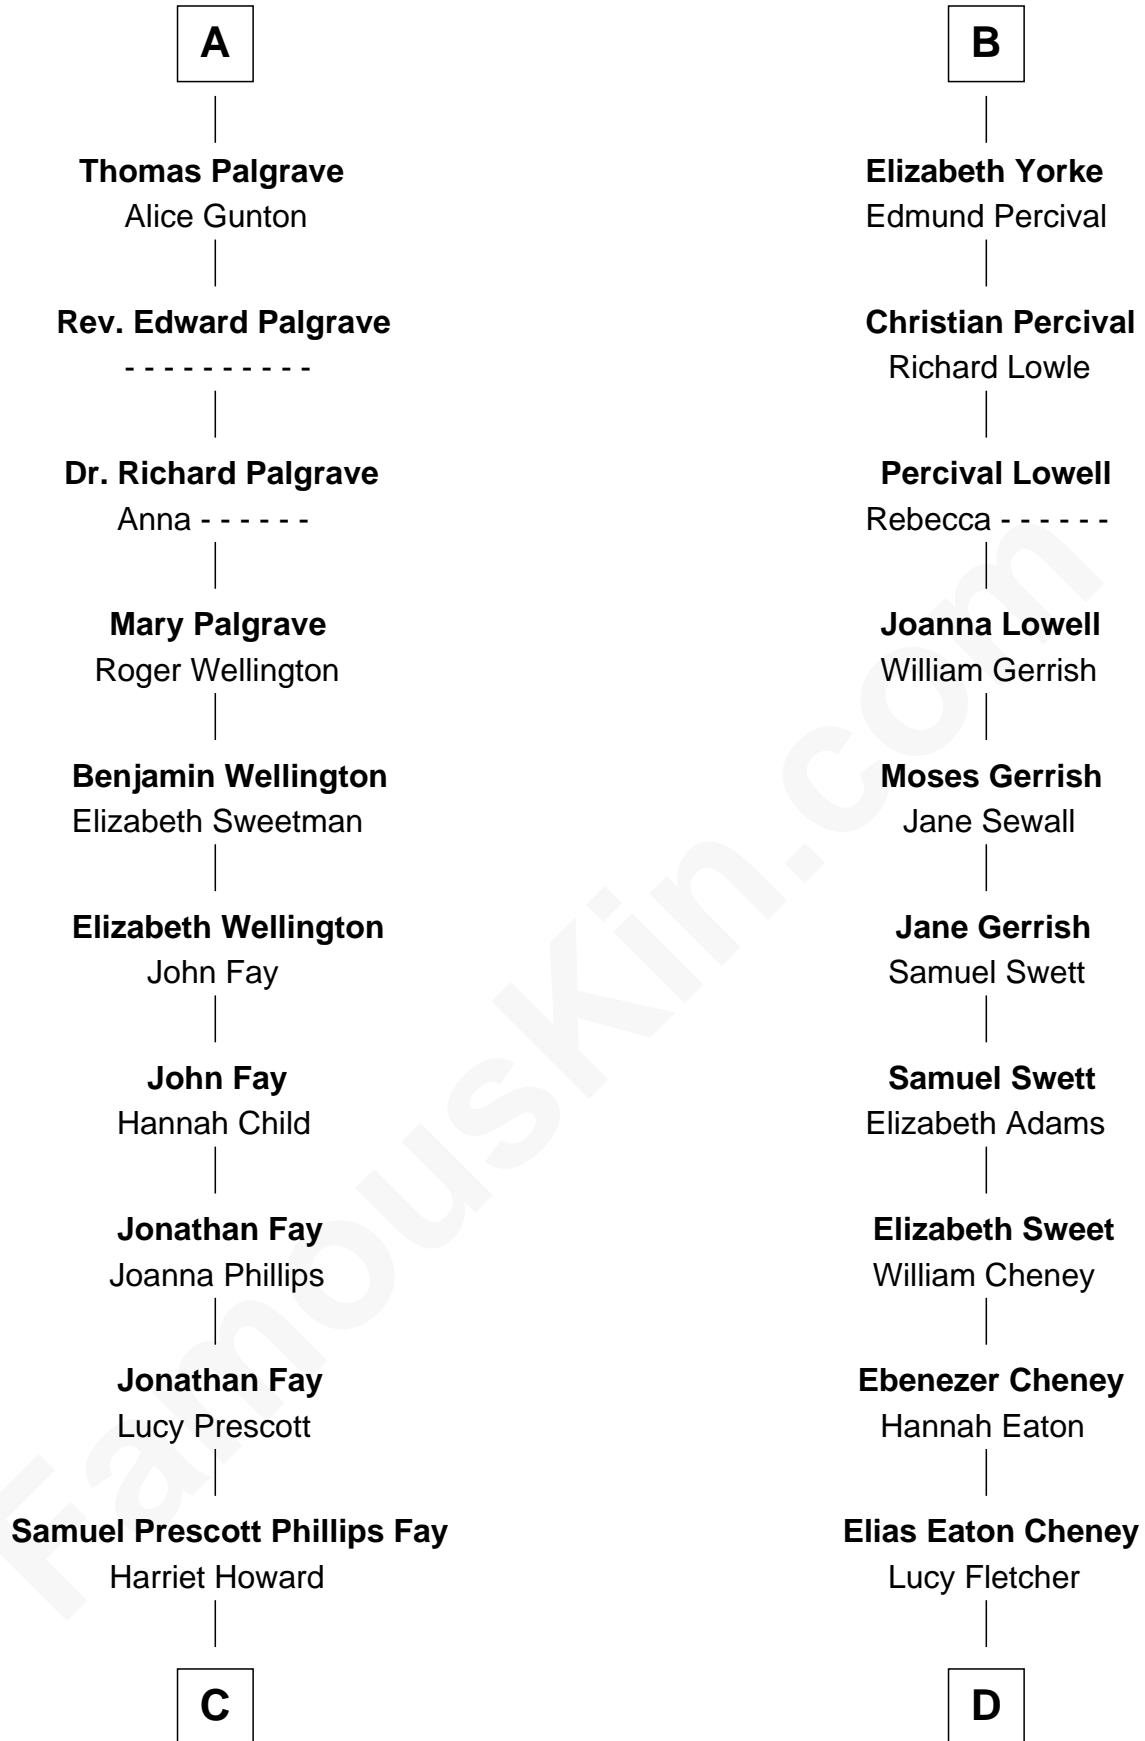 A
Thomas Palgrave
Alice Gunton
Rev. Edward Palgrave
- - - - - - - - - -
Dr. Richard Palgrave
Anna - - - - - -
Mary Palgrave
Roger Wellington
Benjamin Wellington
Elizabeth Sweetman
Elizabeth Wellington
John Fay
John Fay
Hannah Child
Jonathan Fay
Joanna Phillips
Jonathan Fay
Lucy Prescott
Samuel Prescott Phillips Fay
Harriet Howard
C
B
Elizabeth Yorke
Edmund Percival
Christian Percival
Richard Lowle
Percival Lowell
Rebecca - - - - - -
Joanna Lowell
William Gerrish
Moses Gerrish
Jane Sewall
Jane Gerrish
Samuel Swett
Samuel Swett
Elizabeth Adams
Elizabeth Sweet
William Cheney
Ebenezer Cheney
Hannah Eaton
Elias Eaton Cheney
Lucy Fletcher
D
FamousKin.com